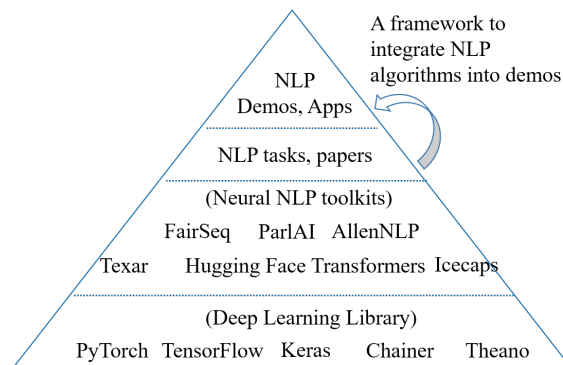 A framework to
integrate NLP
algorithms into demos
NLP
Demos, Apps
NLP tasks, papers
(Neural NLP toolkits)
FairSeq ParlAI AllenNLP
Texar Hugging Face Transformers Icecaps
(Deep Learning Library)
PyTorch TensorFlow Keras Chainer Theano